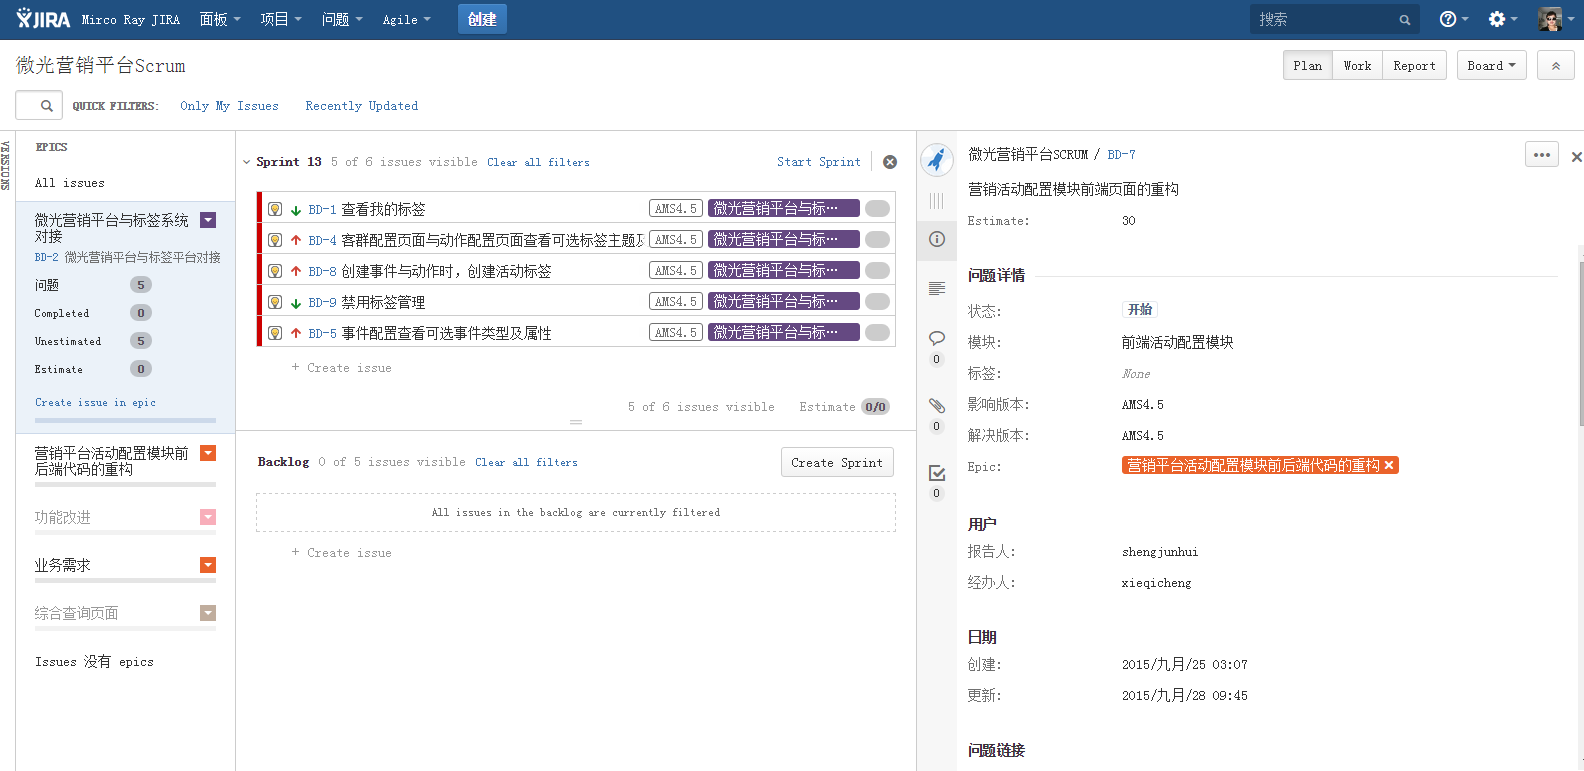 JIRA Mirco Ray JIRA 面板 项目 问题 Agile 创建 搜索
微光营销平台Scrum Plan Work Report Board
QUICK FILTERS: Only My Issues Recently Updated
VERSIONS
EPICS
All issues
微光营销平台与标签系统
对接
BD-2 微光营销平台与标签平台对接
问题 5
Completed 0
Unestimated 5
Estimate 0
Create issue in epic
营销平台活动配置模块前
后端代码的重构
功能改进
业务需求
综合查询页面
Issues 没有 epics
Sprint 13 5 of 6 issues visible Clear all filters Start Sprint
BD-1 查看我的标签 AMS4.5 微光营销平台与标…
BD-4 客群配置页面与动作配置页面查看可选标签主题及 AMS4.5 微光营销平台与标…
BD-8 创建事件与动作时，创建活动标签 AMS4.5 微光营销平台与标…
BD-9 禁用标签管理 AMS4.5 微光营销平台与标…
BD-5 事件配置查看可选事件类型及属性 AMS4.5 微光营销平台与标…
+ Create issue
5 of 6 issues visible Estimate 0/0
Backlog 0 of 5 issues visible Clear all filters Create Sprint
All issues in the backlog are currently filtered
+ Create issue
0
0
0
微光营销平台SCRUM / BD-7
营销活动配置模块前端页面的重构
Estimate: 30
问题详情
状态: 开始
模块: 前端活动配置模块
标签: None
影响版本: AMS4.5
解决版本: AMS4.5
Epic: 营销平台活动配置模块前后端代码的重构
用户
报告人: shengjunhui
经办人: xieqicheng
日期
创建: 2015/九月/25 03:07
更新: 2015/九月/28 09:45
问题链接